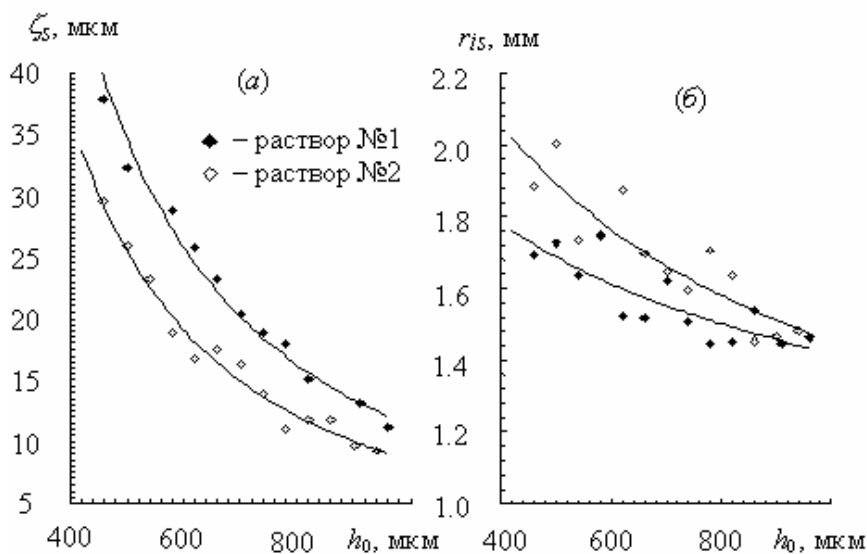 ζs, мкм
ris, мм
40
35
30
25
20
15
10
5
(а)
♦ – раствор №1
◇ – раствор №2
400
600
800
h0, мкм
2.2
2.0
1.8
1.6
1.4
1.2
1.0
(б)
400
600
800
h0, мкм